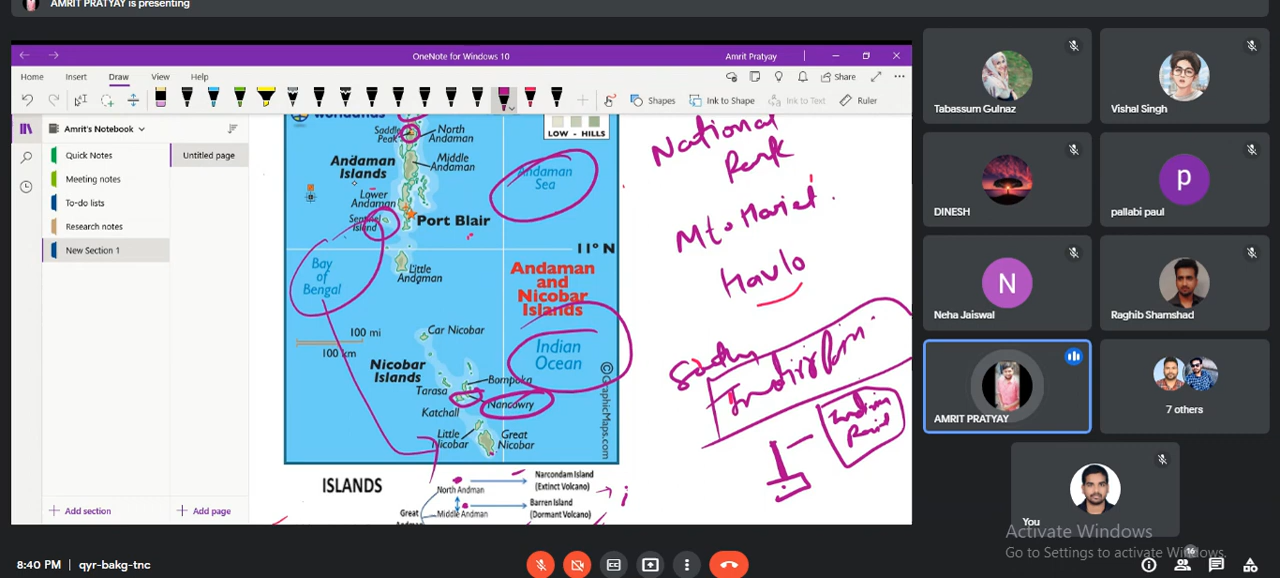 AMRIT PRATYAY is presenting
OneNote for Windows 10
Amrit Pratyay
Home Insert Draw View Help
Share
Shapes
Ink to Shape
Ink to Text
Ruler
Amrit's Notebook
Quick Notes
Meeting notes
To-do lists
Research notes
New Section 1
Untitled page
Add section
Add page
LOW - HILLS
Saddle
Peak
North
Andaman
Andaman
Islands
Middle
Andaman
Andaman
Sea
Lower
Andaman
Sentinel
Island
Port Blair
11° N
Bay
of
Bengal
Little
Andaman
Andaman
and
Nicobar
Islands
100 mi
100 km
Car Nicobar
Indian
Ocean
Nicobar
Islands
Bompoka
Tarasa
Nancowry
Katchall
Little
Nicobar
Great
Nicobar
©GraphicMaps.com
ISLANDS
North Andman
Narcondam Island
(Extinct Volcano)
Great
Middle Andman
Barren Island
(Dormant Volcano)
National
Park
Mt Hariet
Havlo
Tabassum Gulnaz
Vishal Singh
DINESH
p
pallabi paul
N
Neha Jaiswal
Raghib Shamshad
AMRIT PRATYAY
7 others
You
Activate Windows
Go to Settings to activate Windows.
8:40 PM | qyr-bakg-tnc
16